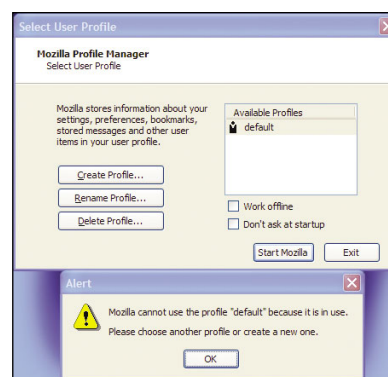 Select User Profile
Mozilla Profile Manager
Select User Profile
Mozilla stores information about your
settings, preferences, bookmarks,
stored messages and other user
items in your user profile.
Create Profile...
Rename Profile...
Delete Profile...
Available Profiles
default
Work offline
Don't ask at startup
Start Mozilla
Exit
Alert
Mozilla cannot use the profile "default" because it is in use.
Please choose another profile or create a new one.
OK